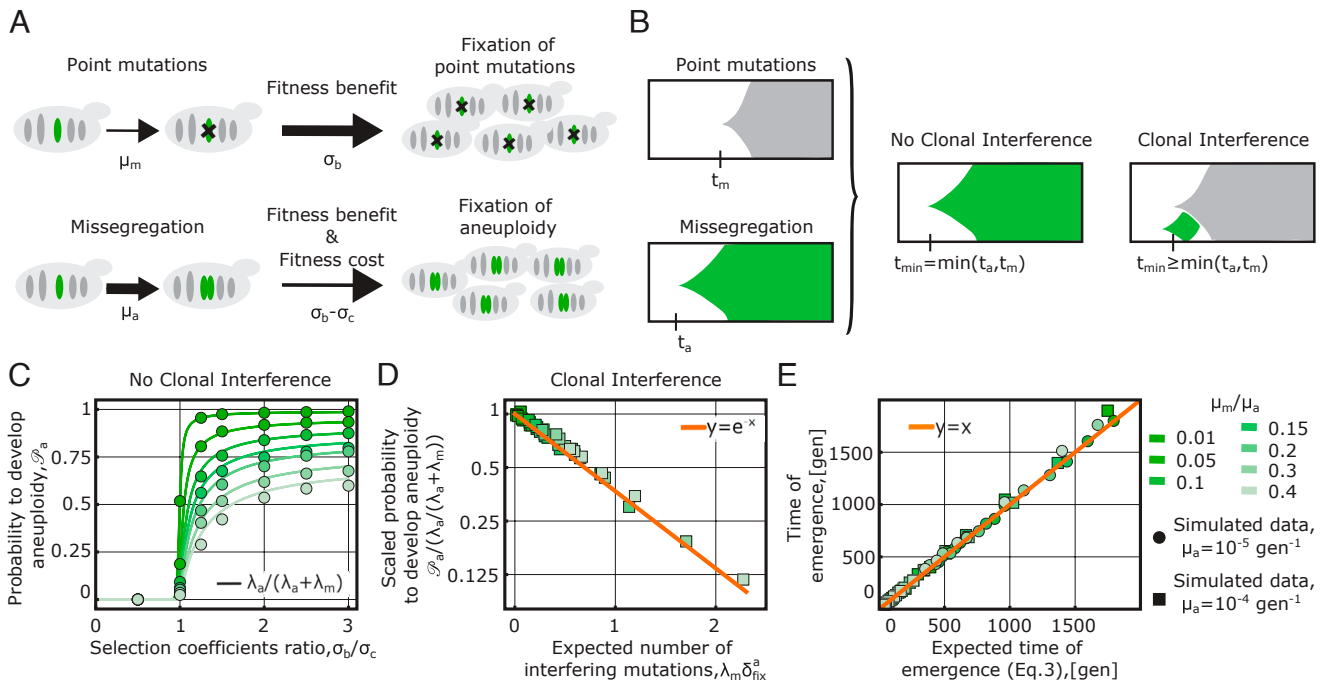 A
Point mutations
μm
Fitness benefit
σb
Fixation of
point mutations
Missegregation
μa
Fitness benefit
&
Fitness cost
σb-σc
Fixation of
aneuploidy
B
Point mutations
tm
Missegregation
ta
No Clonal Interference
tmin=min(ta,tm)
Clonal Interference
tmin≥min(ta,tm)
C
No Clonal Interference
Probability to develop
aneuploidy, 𝒫a
1
0.75
0.5
0.25
0
λa/(λa+λm)
0 1 2 3
Selection coefficients ratio,σb/σc
D
Clonal Interference
Scaled probability
to develop aneuploidy
𝒫a/(λa/(λa+λm))
1
0.5
0.25
0.125
y=e-x
0 1 2
Expected number of
interfering mutations,λmδafix
E
Time of
emergence,[gen]
1500
1000
500
0
y=x
500 1000 1500
0
Expected time of
emergence (Eq.3),[gen]
μm/μa
0.01 0.15
0.05 0.2
0.1 0.3
0.4
Simulated data,
μa=10-5 gen-1
Simulated data,
μa=10-4 gen-1